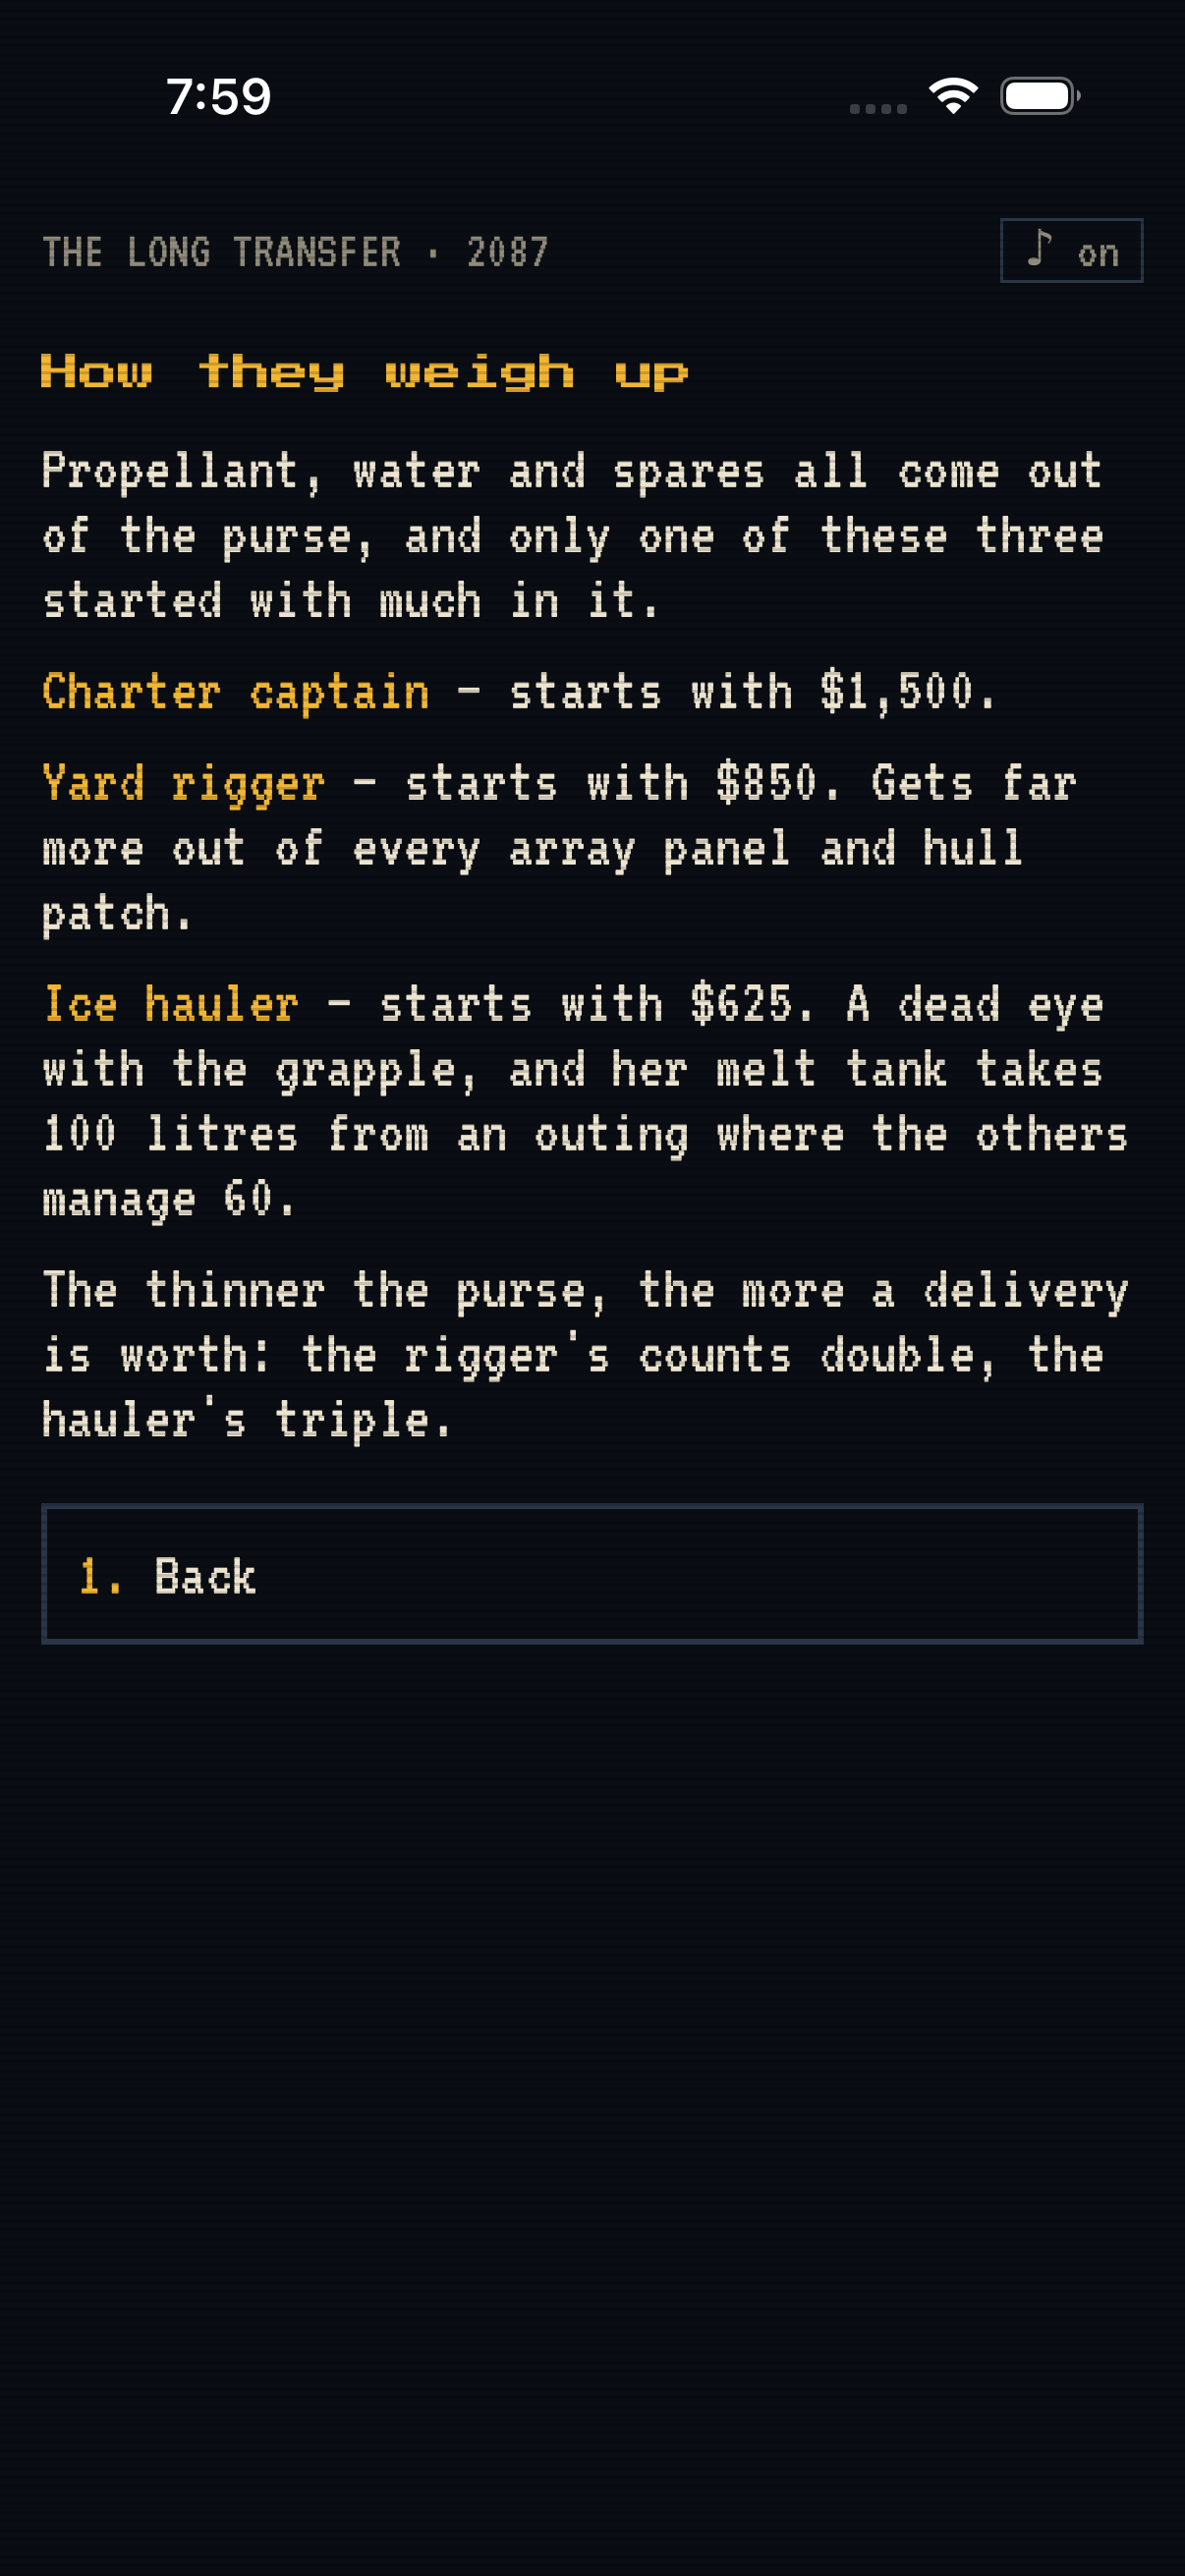 7:59
THE LONG TRANSFER · 2087
♪ on
How they weigh up
Propellant, water and spares all come out
of the purse, and only one of these three
started with much in it.
Charter captain – starts with $1,500.
Yard rigger – starts with $850. Gets far
more out of every array panel and hull
patch.
Ice hauler – starts with $625. A dead eye
with the grapple, and her melt tank takes
100 litres from an outing where the others
manage 60.
The thinner the purse, the more a delivery
is worth: the rigger's counts double, the
hauler's triple.
1. Back